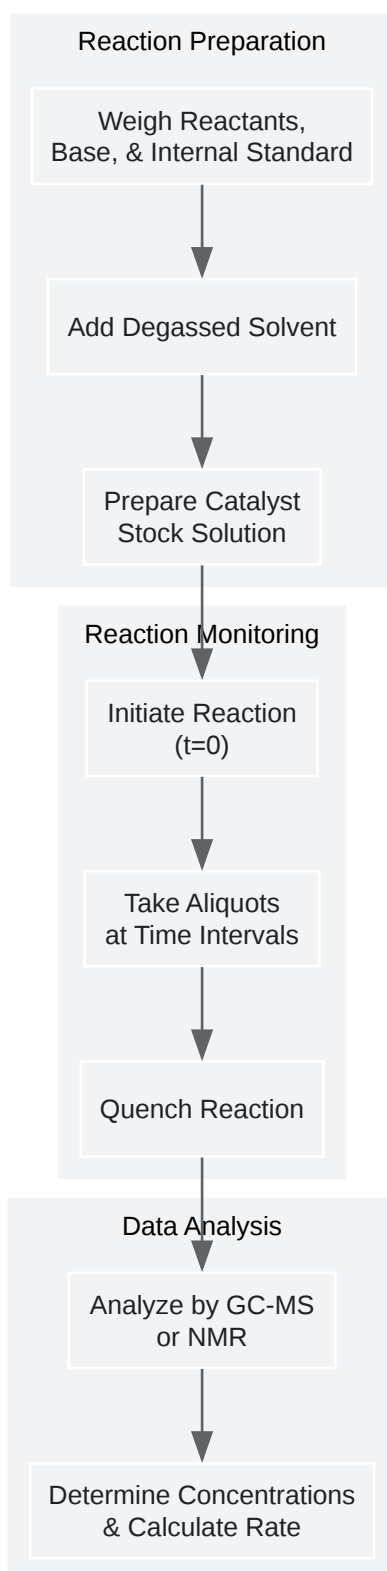 Reaction Preparation
Weigh Reactants,
Base, & Internal Standard
Add Degassed Solvent
Prepare Catalyst
Stock Solution
Reaction Monitoring
Initiate Reaction
(t=0)
Take Aliquots
at Time Intervals
Quench Reaction
Data Analysis
Analyze by GC-MS
or NMR
Determine Concentrations
& Calculate Rate